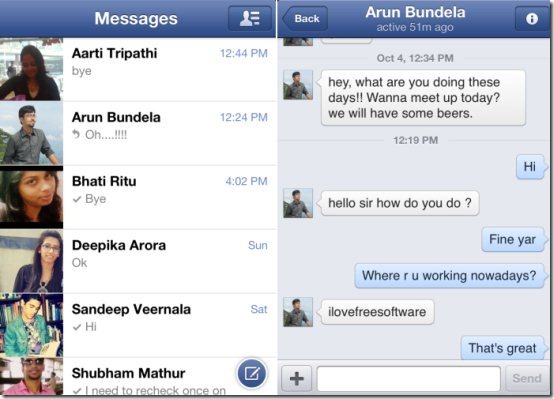 Messages
Aarti Tripathi 12:44 PM
bye
Arun Bundela 12:24 PM
Oh....!!!!
Bhati Ritu 4:02 PM
Bye
Deepika Arora Sun
Ok
Sandeep Veernala Sat
Hi
Shubham Mathur
I need to recheck once on
Back
Arun Bundela
active 51m ago
Oct 4, 12:34 PM
hey, what are you doing these
days!! Wanna meet up today?
we will have some beers.
12:19 PM
Hi
hello sir how do you do ?
Fine yar
Where r u working nowadays?
ilovefreesoftware
That's great
Send